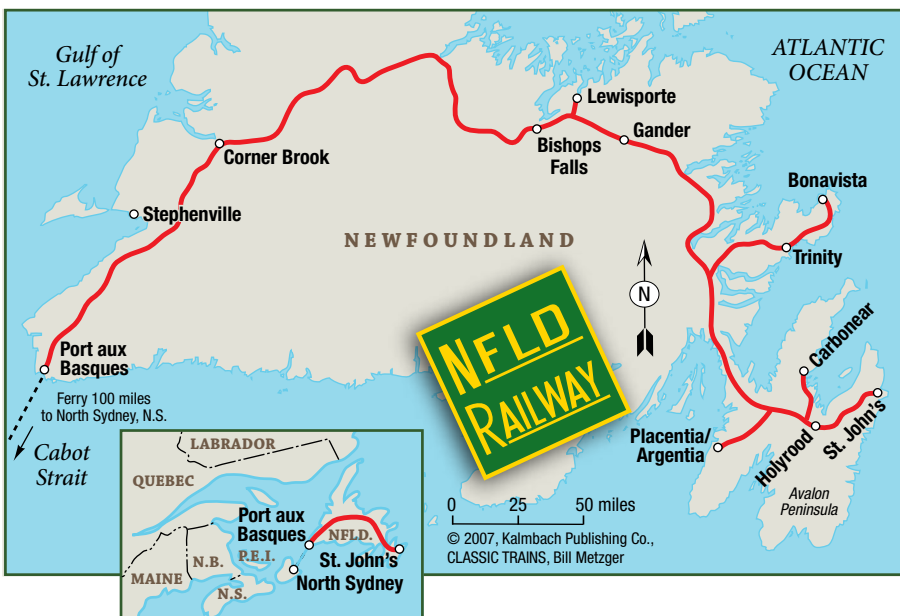 Gulf of
St. Lawrence
ATLANTIC
OCEAN
Lewisporte
Gander
Bishops
Falls
Corner Brook
Bonavista
Stephenville
NEWFOUNDLAND
Trinity
N
NFLD
RAILWAY
Carbonear
Port aux
Basques
Ferry 100 miles
to North Sydney, N.S.
Cabot
Strait
Placentia/
Argentia
Holyrood
St. John's
Avalon
Peninsula
0 25 50 miles
© 2007, Kalmbach Publishing Co.,
CLASSIC TRAINS, Bill Metzger
LABRADOR
QUEBEC
Port aux
Basques
NFLD.
P.E.I.
N.B.
St. John's
MAINE
North Sydney
N.S.